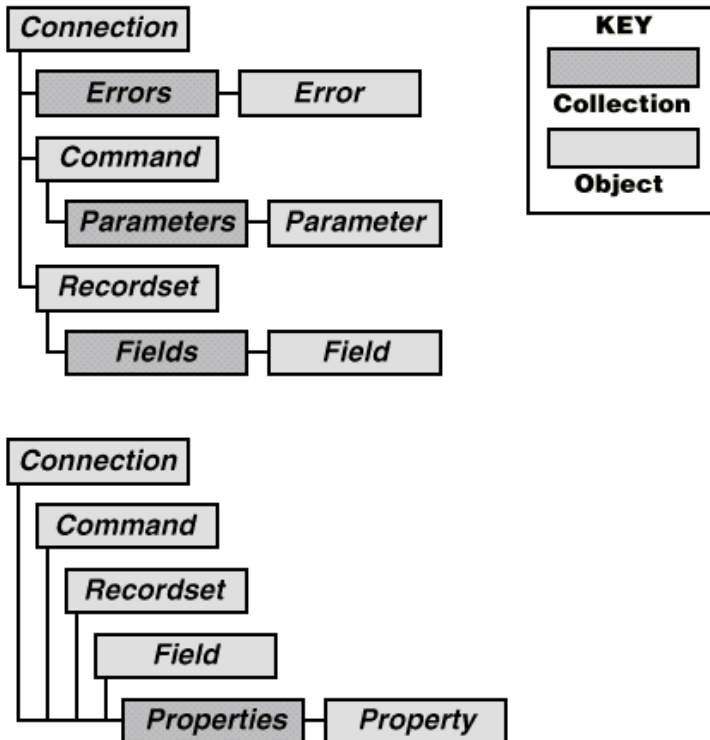 Connection
Errors
Error
Command
Parameters
Parameter
Recordset
Fields
Field
KEY
Collection
Object
Connection
Command
Recordset
Field
Properties
Property